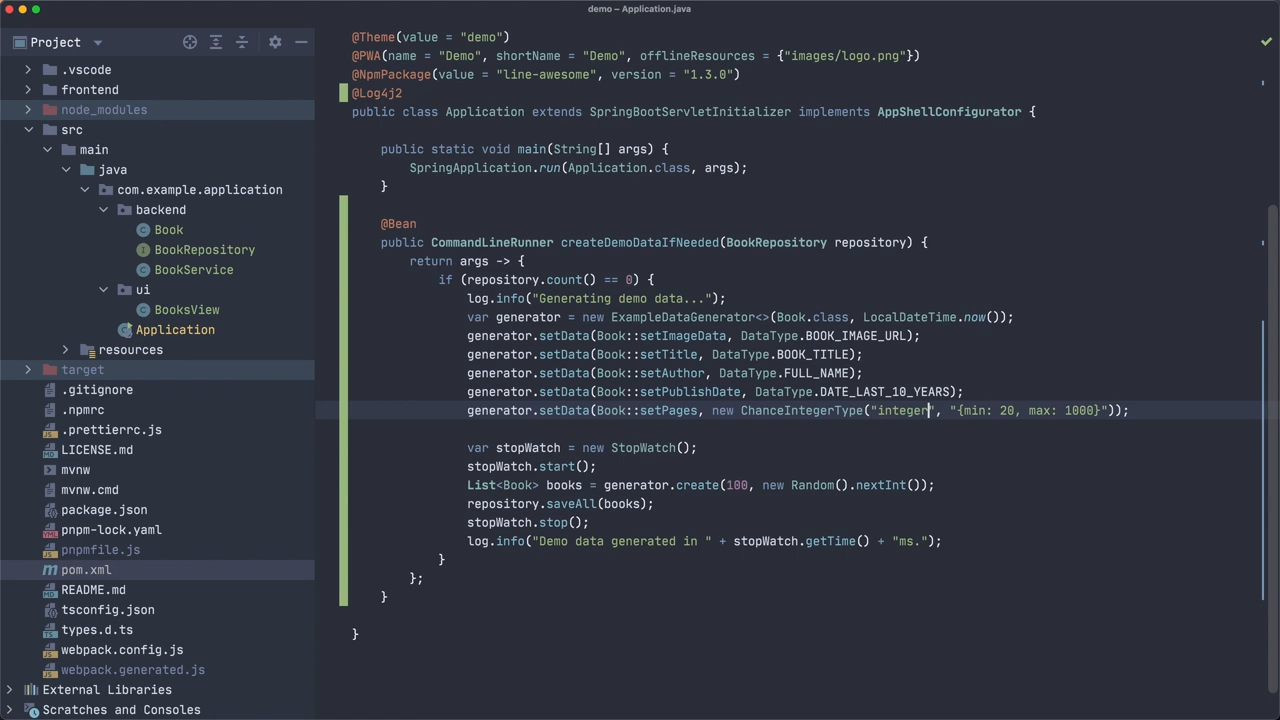 demo – Application.java
Project
.vscode
frontend
node_modules
src
main
java
com.example.application
backend
Book
BookRepository
BookService
ui
BooksView
Application
resources
target
.gitignore
.npmrc
.prettierrc.js
LICENSE.md
mvnw
mvnw.cmd
package.json
pnpm-lock.yaml
pnpmfile.js
pom.xml
README.md
tsconfig.json
types.d.ts
webpack.config.js
webpack.generated.js
External Libraries
Scratches and Consoles
@Theme(value = "demo")
@PWA(name = "Demo", shortName = "Demo", offlineResources = {"images/logo.png"})
@NpmPackage(value = "line-awesome", version = "1.3.0")
@Log4j2
public class Application extends SpringBootServletInitializer implements AppShellConfigurator {
public static void main(String[] args) {
SpringApplication.run(Application.class, args);
}
@Bean
public CommandLineRunner createDemoDataIfNeeded(BookRepository repository) {
return args -> {
if (repository.count() == 0) {
log.info("Generating demo data...");
var generator = new ExampleDataGenerator<>(Book.class, LocalDateTime.now());
generator.setData(Book::setImageData, DataType.BOOK_IMAGE_URL);
generator.setData(Book::setTitle, DataType.BOOK_TITLE);
generator.setData(Book::setAuthor, DataType.FULL_NAME);
generator.setData(Book::setPublishDate, DataType.DATE_LAST_10_YEARS);
generator.setData(Book::setPages, new ChanceIntegerType("integer", "{min: 20, max: 1000}"));
var stopWatch = new StopWatch();
stopWatch.start();
List<Book> books = generator.create(100, new Random().nextInt());
repository.saveAll(books);
stopWatch.stop();
log.info("Demo data generated in " + stopWatch.getTime() + "ms.");
}
};
}
}